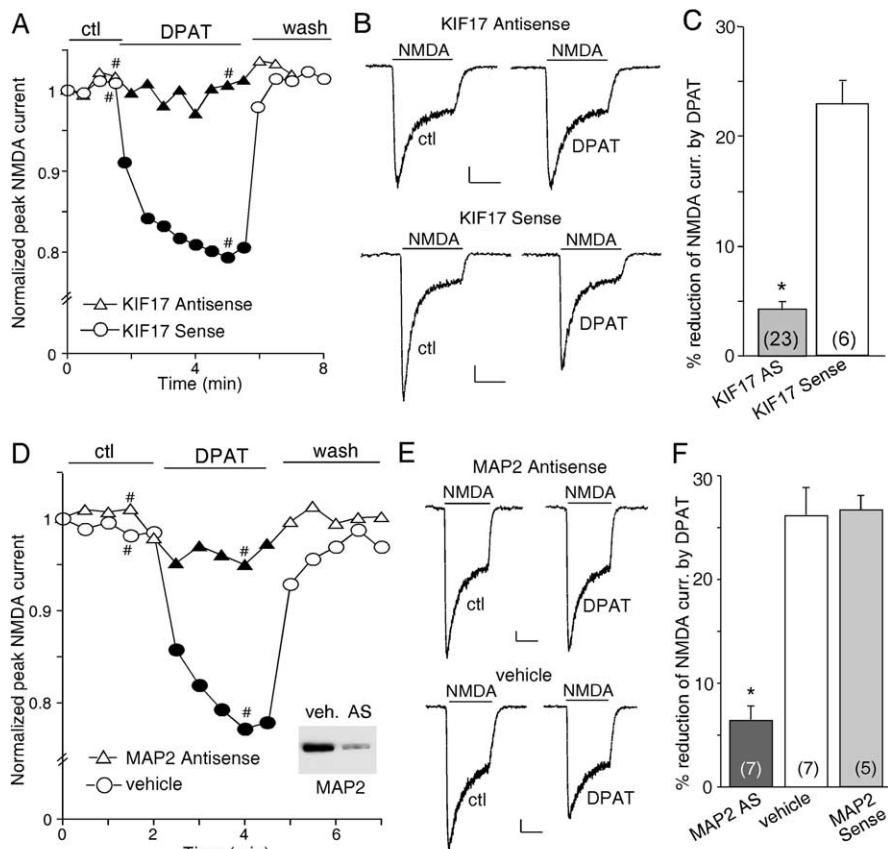 A
ctl
DPAT
wash
Normalized peak NMDA current
#
#
#
1
0.9
0.8
0
KIF17 Antisense
KIF17 Sense
0
2
4
6
8
Time (min)
B
KIF17 Antisense
NMDA
NMDA
ctl
DPAT
KIF17 Sense
NMDA
NMDA
ctl
DPAT
C
% reduction of NMDA curr. by DPAT
30
20
10
0
*
(23)
(6)
KIF17 AS
KIF17 Sense
D
ctl
DPAT
wash
Normalized peak NMDA current
#
#
#
#
1
0.9
0.8
0
veh. AS
MAP2
MAP2 Antisense
vehicle
0
2
4
6
Time (min)
E
MAP2 Antisense
NMDA
NMDA
ctl
DPAT
vehicle
NMDA
NMDA
ctl
DPAT
F
% reduction of NMDA curr. by DPAT
30
20
10
0
*
(7)
(7)
(5)
MAP2 AS
vehicle
MAP2
Sense